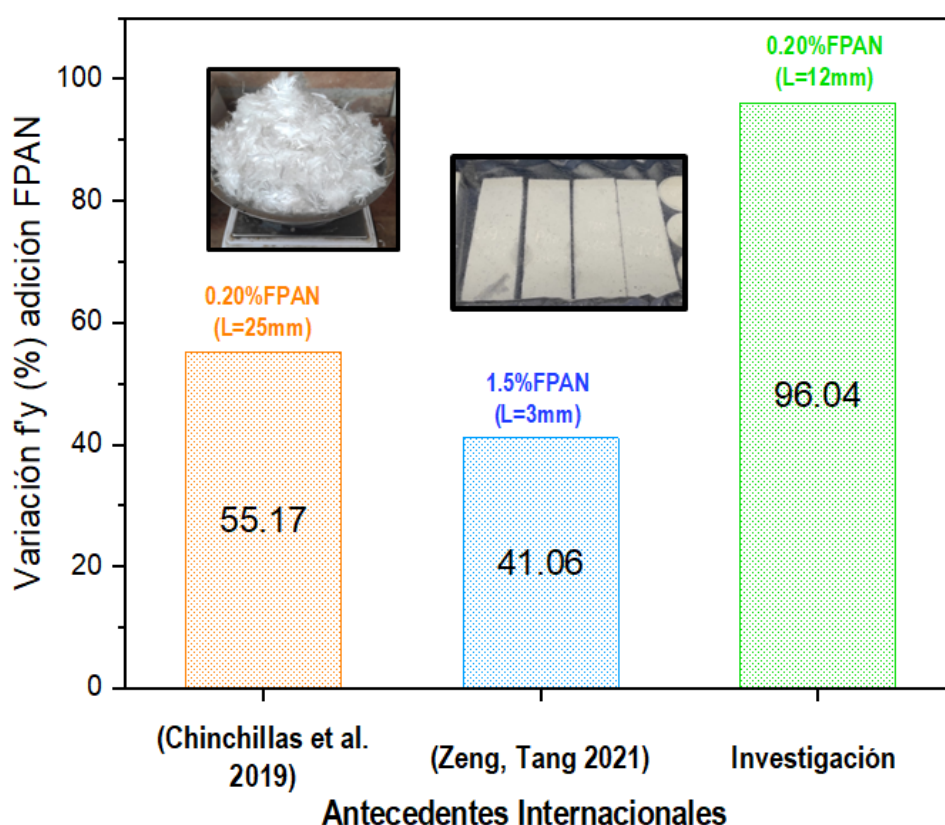 Variación f'y (%) adición FPAN
100
80
60
40
20
0
0.20%FPAN
(L=25mm)
55.17
1.5%FPAN
(L=3mm)
41.06
0.20%FPAN
(L=12mm)
96.04
(Chinchillas et al.
2019)
(Zeng, Tang 2021)
Investigación
Antecedentes Internacionales